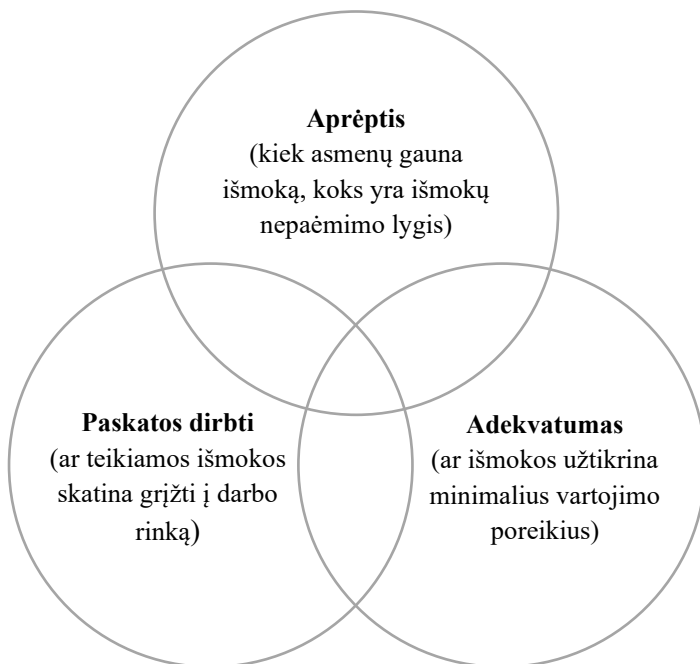 Aprėptis
(kiek asmenų gauna
išmoką, koks yra išmokų
nepaėmimo lygis)
Paskatos dirbti
(ar teikiamos išmokos
skatina grįžti į darbo
rinką)
Adekvatumas
(ar išmokos užtikrina
minimalius vartojimo
poreikius)